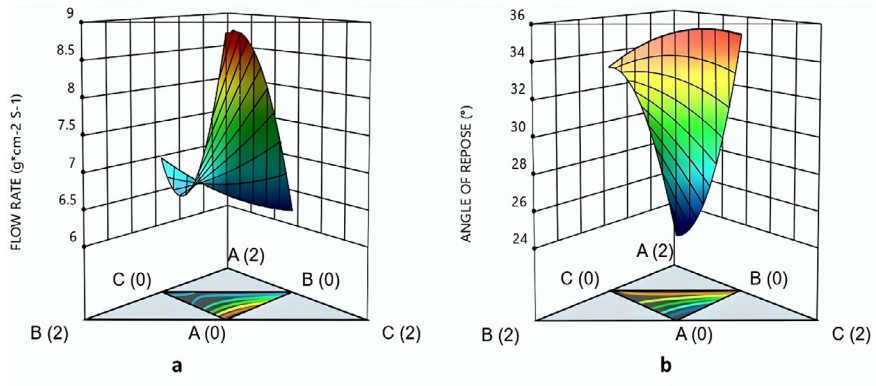 9
8.5
8
7.5
7
6.5
6
FLOW RATE (g*cm-2 S-1)
A (2)
C (0)
B (0)
B (2)
A (0)
C (2)
a
36
34
32
30
28
26
24
ANGLE OF REPOSE (°)
A (2)
C (0)
B (0)
B (2)
A (0)
C (2)
b